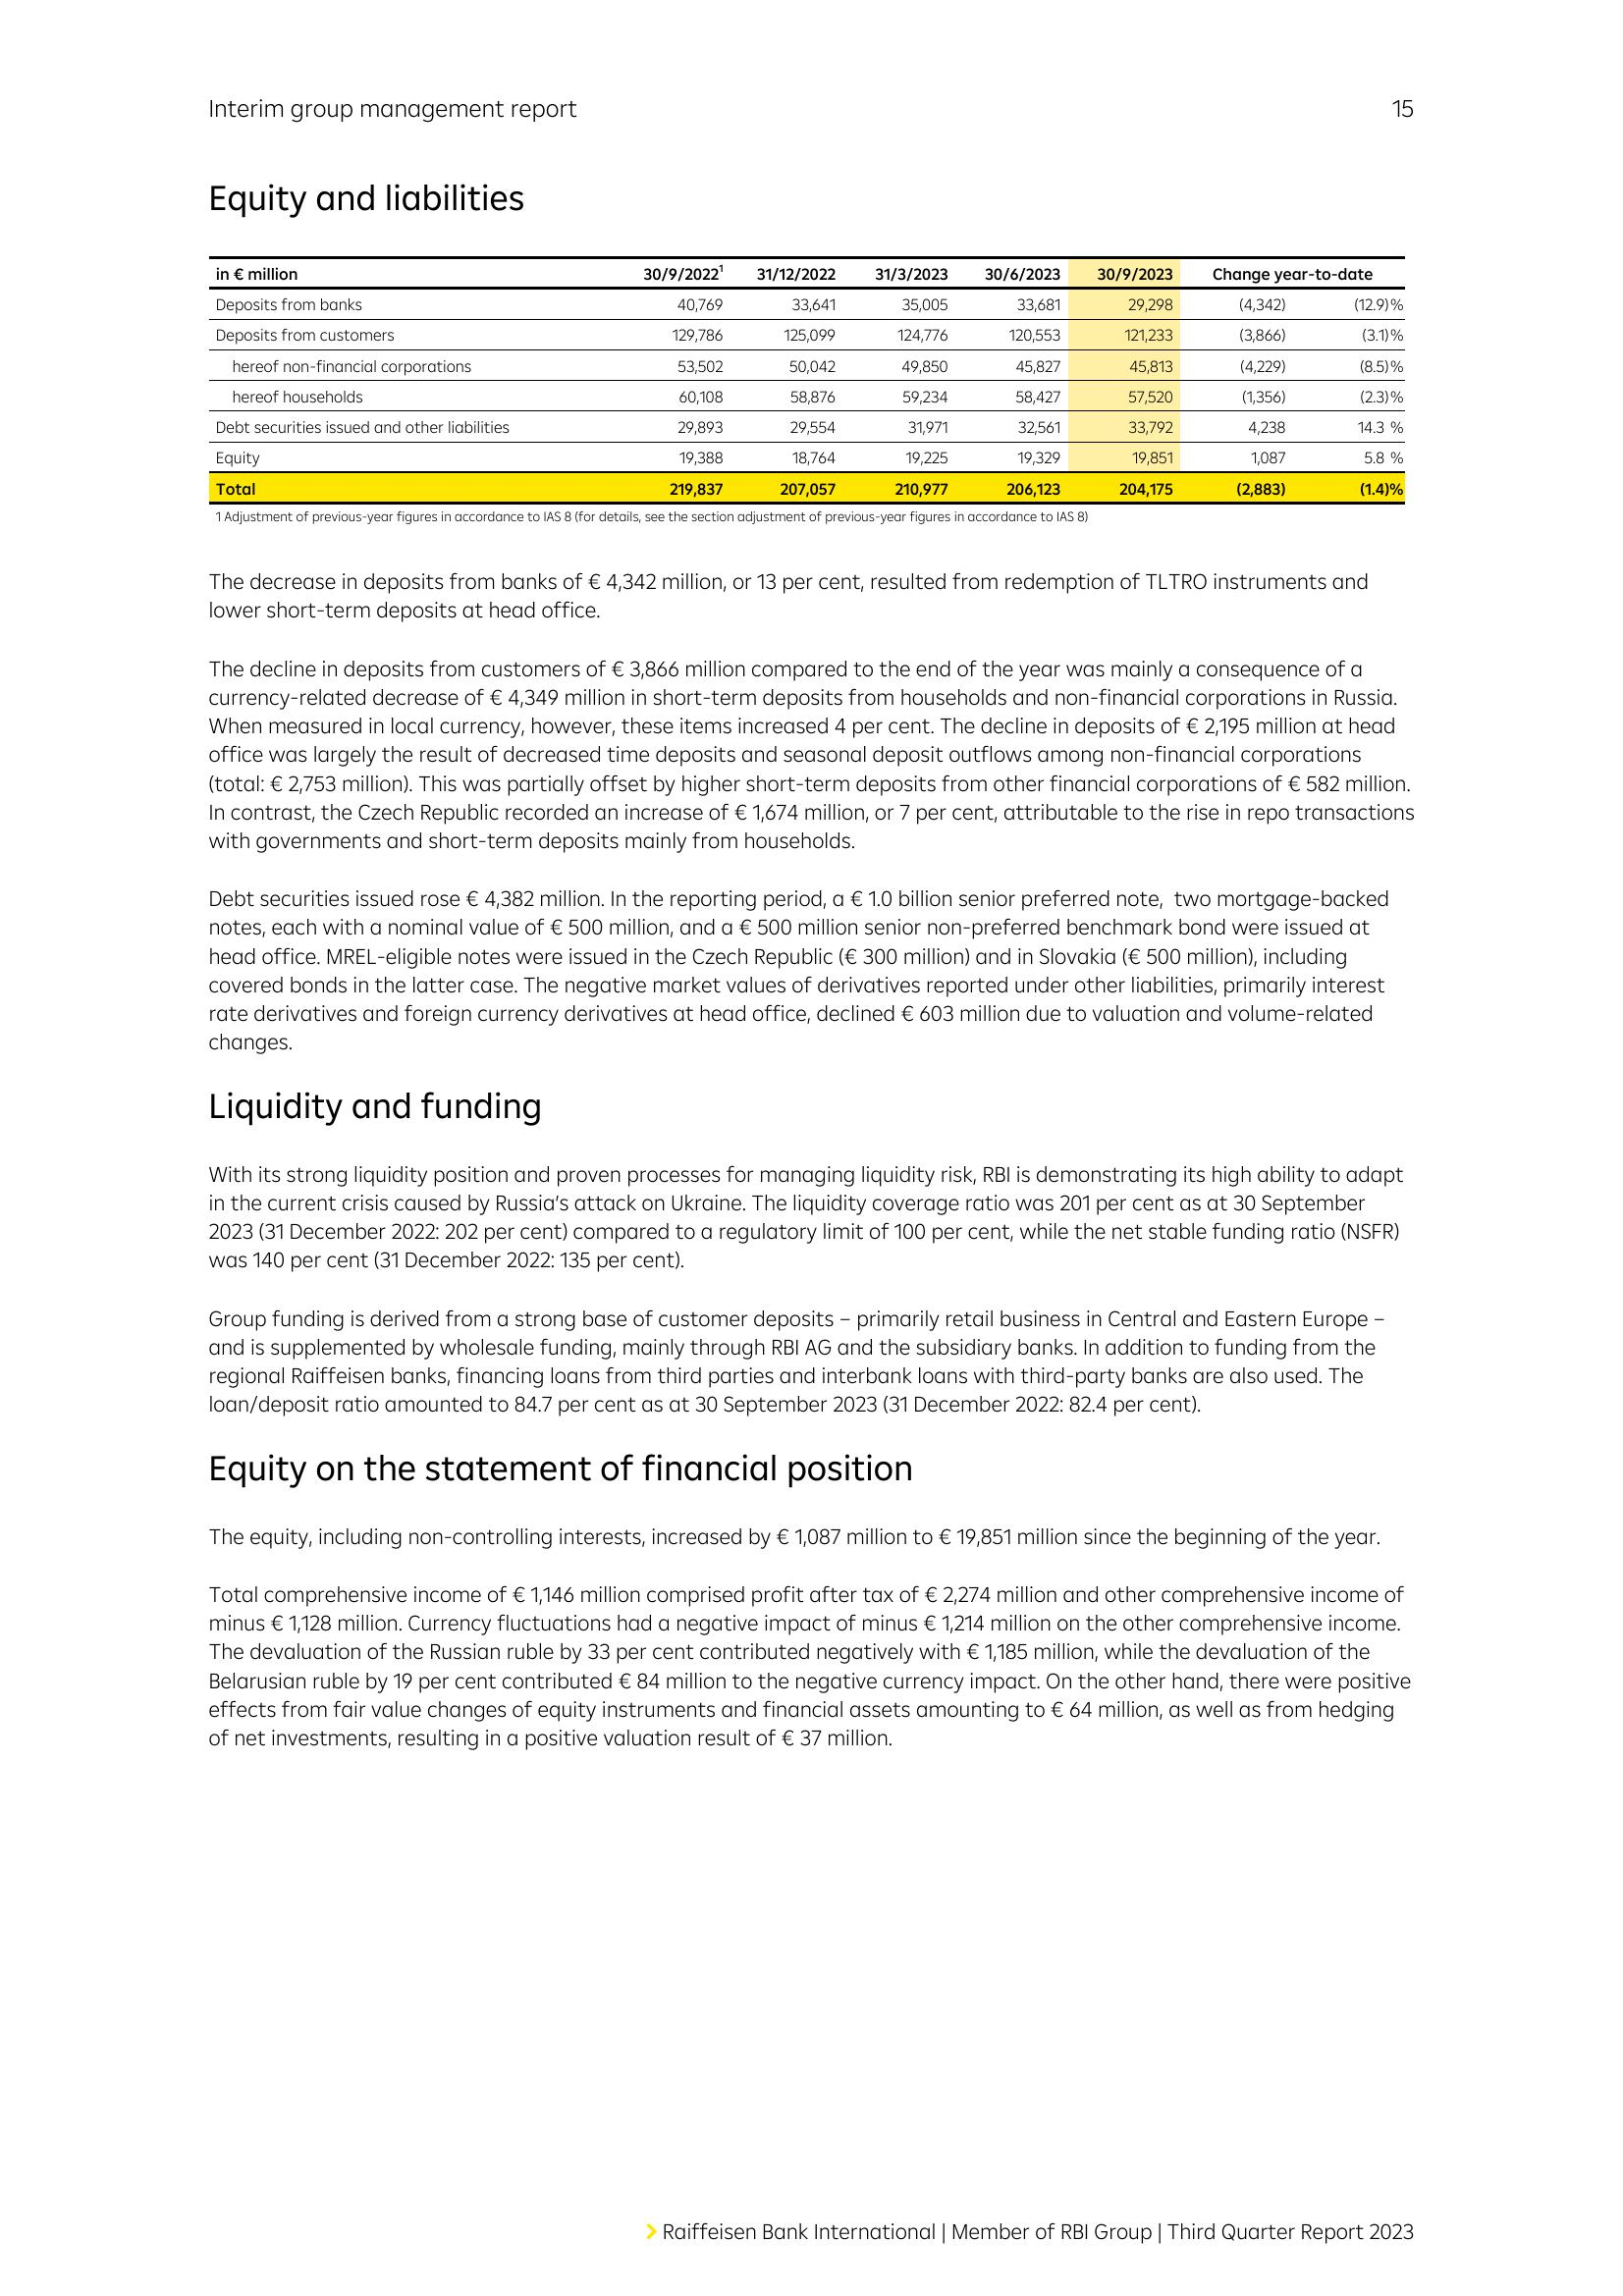 Interim group management report 15
Equity and liabilities
in € million 30/9/2022¹ 31/12/2022 31/3/2023 30/6/2023 30/9/2023 Change year-to-date
Deposits from banks 40,769 33,641 35,005 33,681 29,298 (4,342) (12.9)%
Deposits from customers 129,786 125,099 124,776 120,553 121,233 (3,866) (3.1)%
hereof non-financial corporations 53,502 50,042 49,850 45,827 45,813 (4,229) (8.5)%
hereof households 60,108 58,876 59,234 58,427 57,520 (1,356) (2.3)%
Debt securities issued and other liabilities 29,893 29,554 31,971 32,561 33,792 4,238 14.3 %
Equity 19,388 18,764 19,225 19,329 19,851 1,087 5.8 %
Total 219,837 207,057 210,977 206,123 204,175 (2,883) (1.4)%
1 Adjustment of previous-year figures in accordance to IAS 8 (for details, see the section adjustment of previous-year figures in accordance to IAS 8)
The decrease in deposits from banks of € 4,342 million, or 13 per cent, resulted from redemption of TLTRO instruments and
lower short-term deposits at head office.
The decline in deposits from customers of € 3,866 million compared to the end of the year was mainly a consequence of a
currency-related decrease of € 4,349 million in short-term deposits from households and non-financial corporations in Russia.
When measured in local currency, however, these items increased 4 per cent. The decline in deposits of € 2,195 million at head
office was largely the result of decreased time deposits and seasonal deposit outflows among non-financial corporations
(total: € 2,753 million). This was partially offset by higher short-term deposits from other financial corporations of € 582 million.
In contrast, the Czech Republic recorded an increase of € 1,674 million, or 7 per cent, attributable to the rise in repo transactions
with governments and short-term deposits mainly from households.
Debt securities issued rose € 4,382 million. In the reporting period, a € 1.0 billion senior preferred note, two mortgage-backed
notes, each with a nominal value of € 500 million, and a € 500 million senior non-preferred benchmark bond were issued at
head office. MREL-eligible notes were issued in the Czech Republic (€ 300 million) and in Slovakia (€ 500 million), including
covered bonds in the latter case. The negative market values of derivatives reported under other liabilities, primarily interest
rate derivatives and foreign currency derivatives at head office, declined € 603 million due to valuation and volume-related
changes.
Liquidity and funding
With its strong liquidity position and proven processes for managing liquidity risk, RBI is demonstrating its high ability to adapt
in the current crisis caused by Russia's attack on Ukraine. The liquidity coverage ratio was 201 per cent as at 30 September
2023 (31 December 2022: 202 per cent) compared to a regulatory limit of 100 per cent, while the net stable funding ratio (NSFR)
was 140 per cent (31 December 2022: 135 per cent).
Group funding is derived from a strong base of customer deposits – primarily retail business in Central and Eastern Europe –
and is supplemented by wholesale funding, mainly through RBI AG and the subsidiary banks. In addition to funding from the
regional Raiffeisen banks, financing loans from third parties and interbank loans with third-party banks are also used. The
loan/deposit ratio amounted to 84.7 per cent as at 30 September 2023 (31 December 2022: 82.4 per cent).
Equity on the statement of financial position
The equity, including non-controlling interests, increased by € 1,087 million to € 19,851 million since the beginning of the year.
Total comprehensive income of € 1,146 million comprised profit after tax of € 2,274 million and other comprehensive income of
minus € 1,128 million. Currency fluctuations had a negative impact of minus € 1,214 million on the other comprehensive income.
The devaluation of the Russian ruble by 33 per cent contributed negatively with € 1,185 million, while the devaluation of the
Belarusian ruble by 19 per cent contributed € 84 million to the negative currency impact. On the other hand, there were positive
effects from fair value changes of equity instruments and financial assets amounting to € 64 million, as well as from hedging
of net investments, resulting in a positive valuation result of € 37 million.
Raiffeisen Bank International | Member of RBI Group | Third Quarter Report 2023